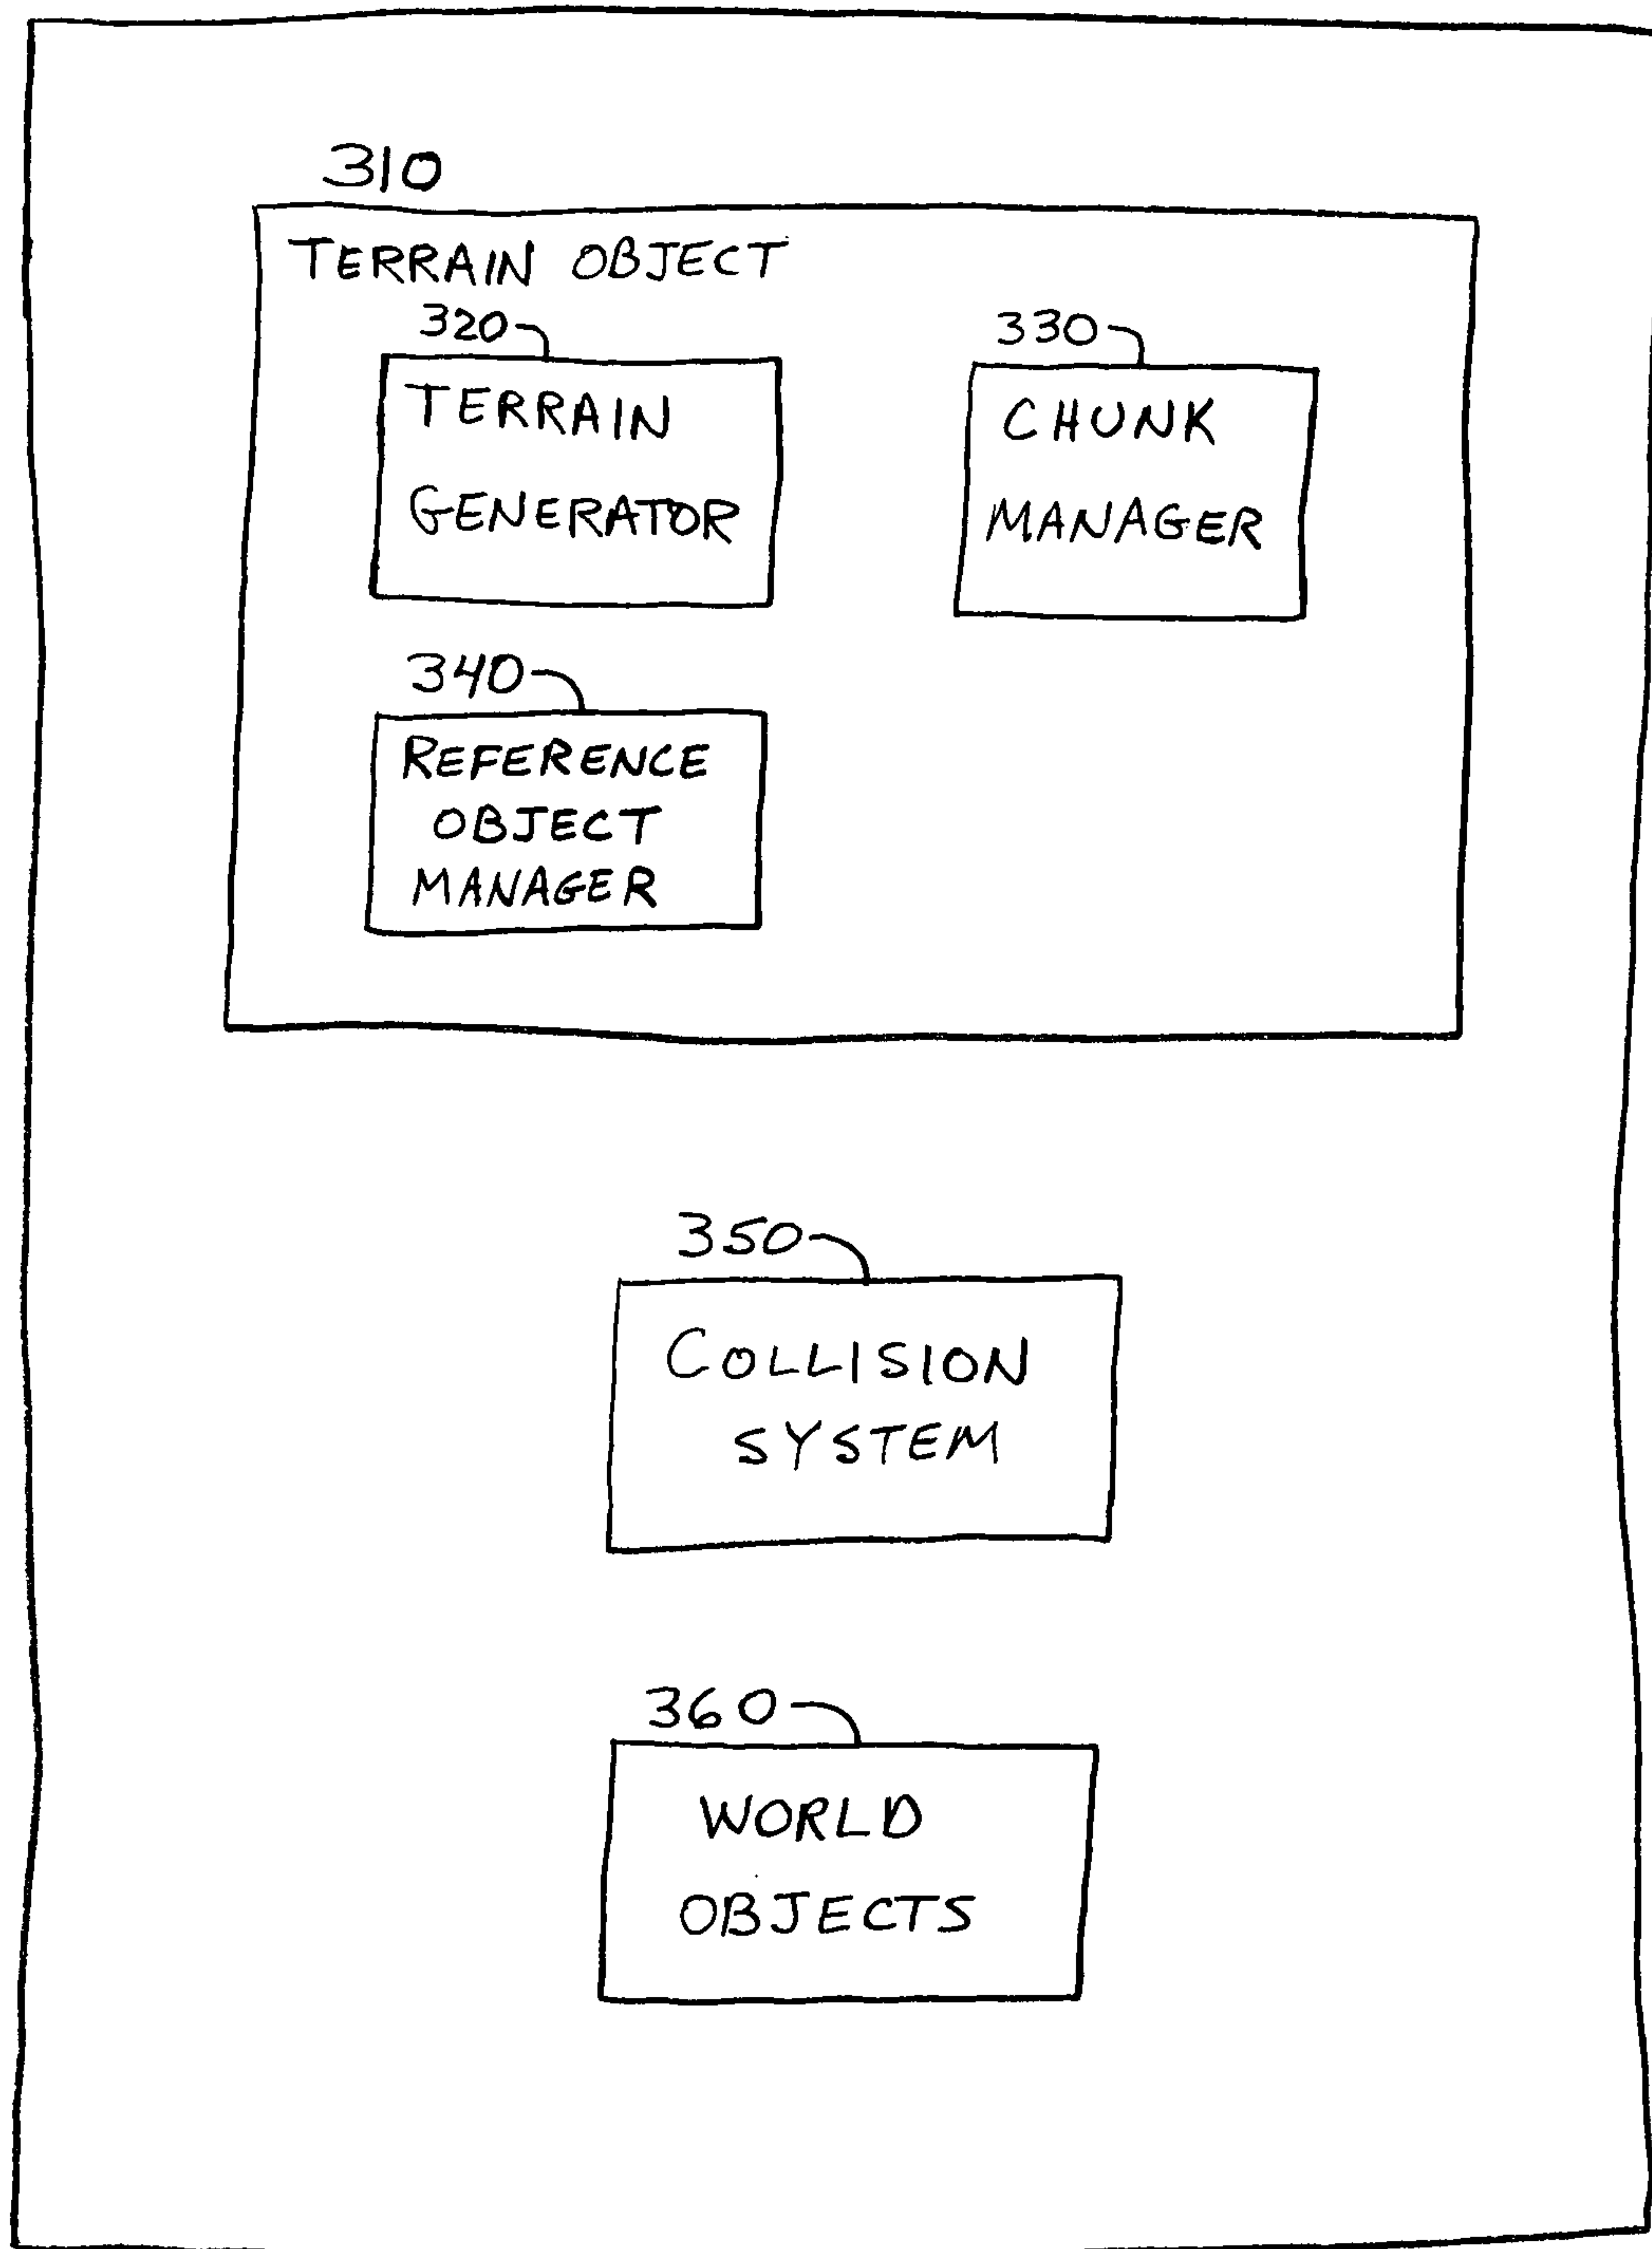 310
TERRAIN OBJECT
320
TERRAIN
GENERATOR
330
CHUNK
MANAGER
340
REFERENCE
OBJECT
MANAGER
350
COLLISION
SYSTEM
360
WORLD
OBJECTS